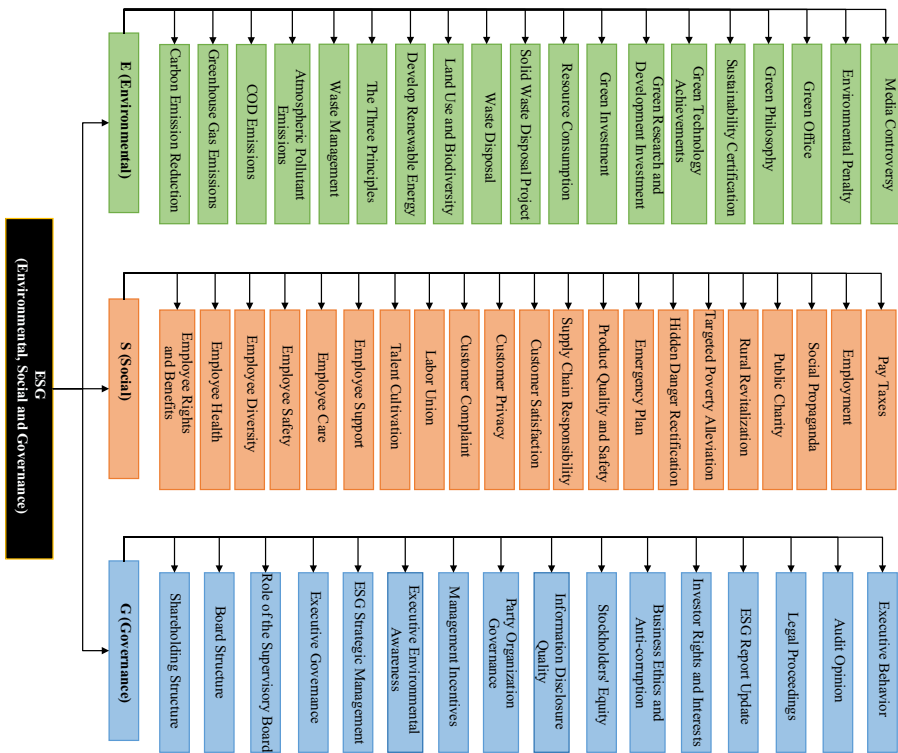 ESG
(Environmental, Social and Governance)
E (Environmental)
Carbon Emission Reduction
Greenhouse Gas Emissions
COD Emissions
Atmospheric Pollutant
Emissions
Waste Management
The Three Principles
Develop Renewable Energy
Land Use and Biodiversity
Waste Disposal
Solid Waste Disposal Project
Resource Consumption
Green Investment
Green Research and
Development Investment
Green Technology
Achievements
Sustainability Certification
Green Philosophy
Green Office
Environmental Penalty
Media Controversy
S (Social)
Employee Rights
and Benefits
Employee Health
Employee Diversity
Employee Safety
Employee Care
Employee Support
Talent Cultivation
Labor Union
Customer Complaint
Customer Privacy
Customer Satisfaction
Supply Chain Responsibility
Product Quality and Safety
Emergency Plan
Hidden Danger Rectification
Targeted Poverty Alleviation
Rural Revitalization
Public Charity
Social Propaganda
Employment
Pay Taxes
G (Governance)
Shareholding Structure
Board Structure
Role of the Supervisory Board
Executive Governance
ESG Strategic Management
Executive Environmental
Awareness
Management Incentives
Party Organization
Governance
Information Disclosure
Quality
Stockholders' Equity
Business Ethics and
Anti-corruption
Investor Rights and Interests
ESG Report Update
Legal Proceedings
Audit Opinion
Executive Behavior